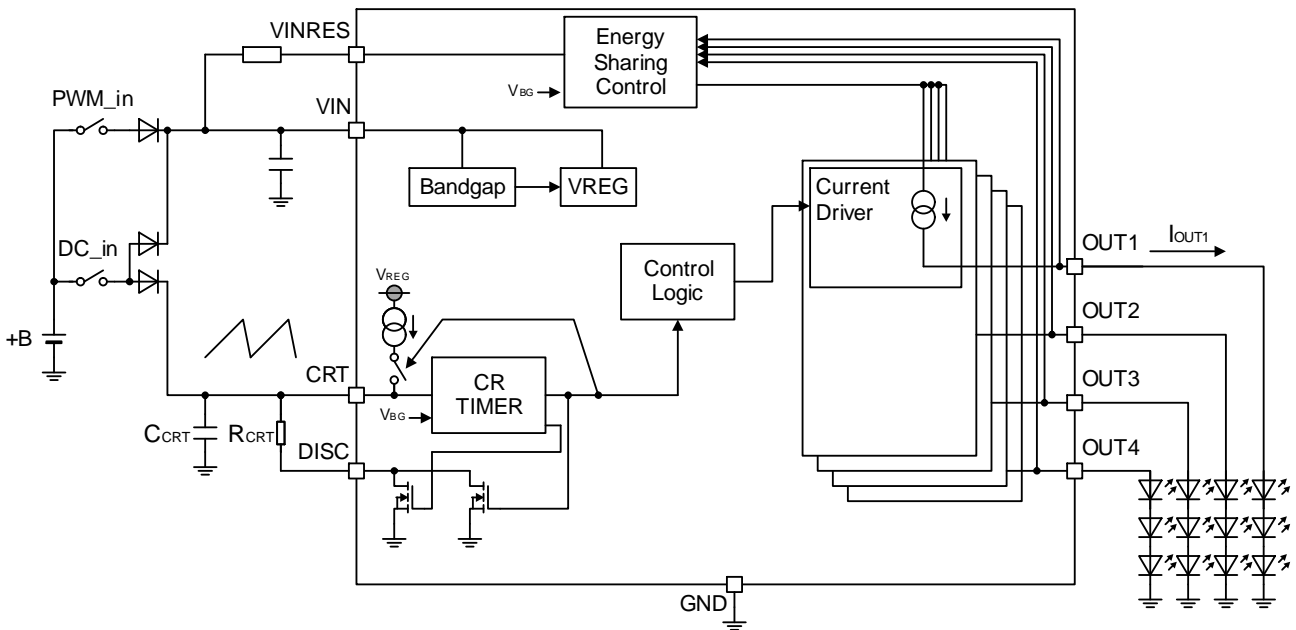 VINRES
Energy
Sharing
Control
VBG
PWM_in
VIN
Bandgap
VREG
Current
Driver
DC_in
OUT1
IOUT1
VREG
Control
Logic
OUT2
+B
CRT
CR
TIMER
VBG
OUT3
CCRT
RCRT
DISC
OUT4
GND